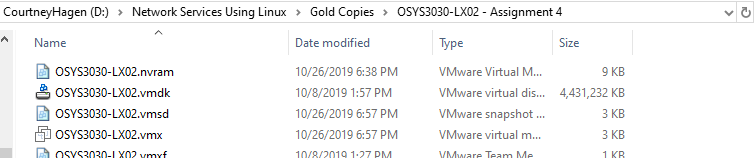 CourtneyHagen (D:) > Network Services Using Linux > Gold Copies > OSYS3030-LX02 - Assignment 4
Name Date modified Type Size
OSYS3030-LX02.nvram 10/26/2019 6:38 PM VMware Virtual M... 9 KB
OSYS3030-LX02.vmdk 10/8/2019 1:57 PM VMware virtual dis... 4,431,232 KB
OSYS3030-LX02.vmsd 10/26/2019 6:57 PM VMware snapshot ... 3 KB
OSYS3030-LX02.vmx 10/26/2019 6:57 PM VMware virtual m... 3 KB
OSYS3030-LX02.vmxf 10/8/2019 1:27 PM VMware Team Me... 1 KB